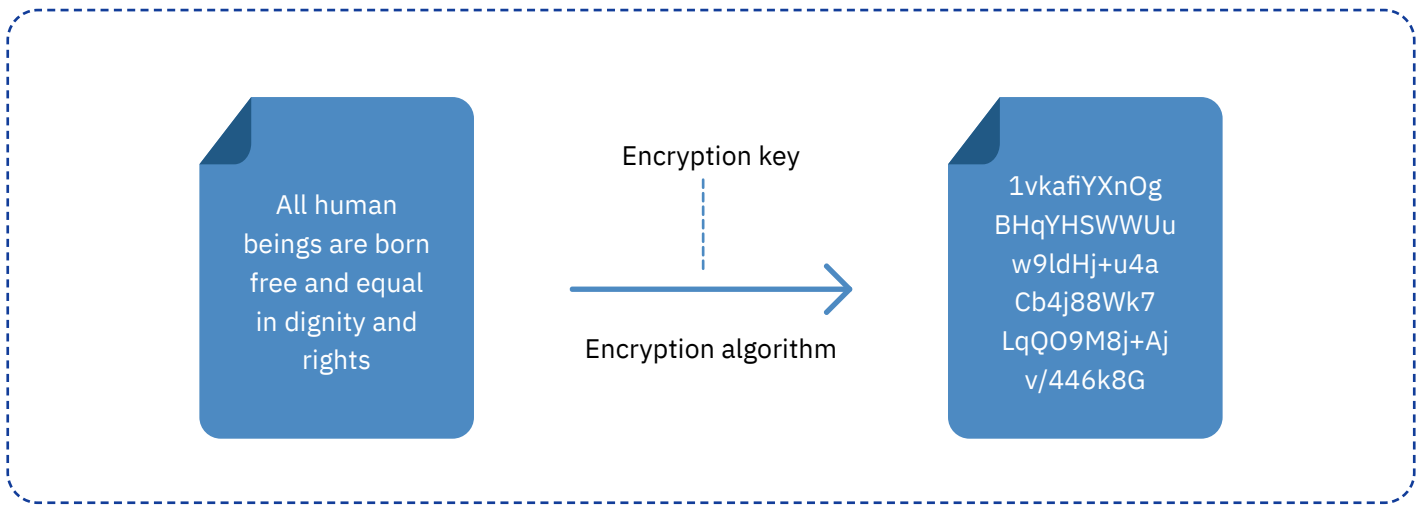 All human
beings are born
free and equal
in dignity and
rights
Encryption key
Encryption algorithm
1vkafiYXnOg
BHqYHSWWUu
w9ldHj+u4a
Cb4j88Wk7
LqQO9M8j+Aj
v/446k8G